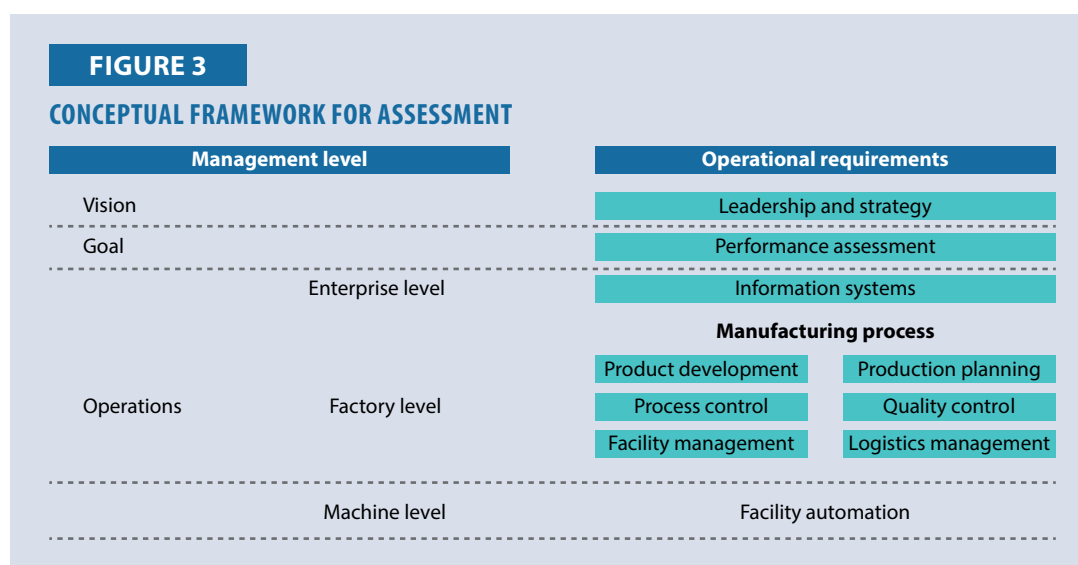 FIGURE 3
CONCEPTUAL FRAMEWORK FOR ASSESSMENT
Management level Operational requirements
Vision Leadership and strategy
Goal Performance assessment
Enterprise level Information systems
Manufacturing process
Product development Production planning
Operations Factory level Process control Quality control
Facility management Logistics management
Machine level Facility automation